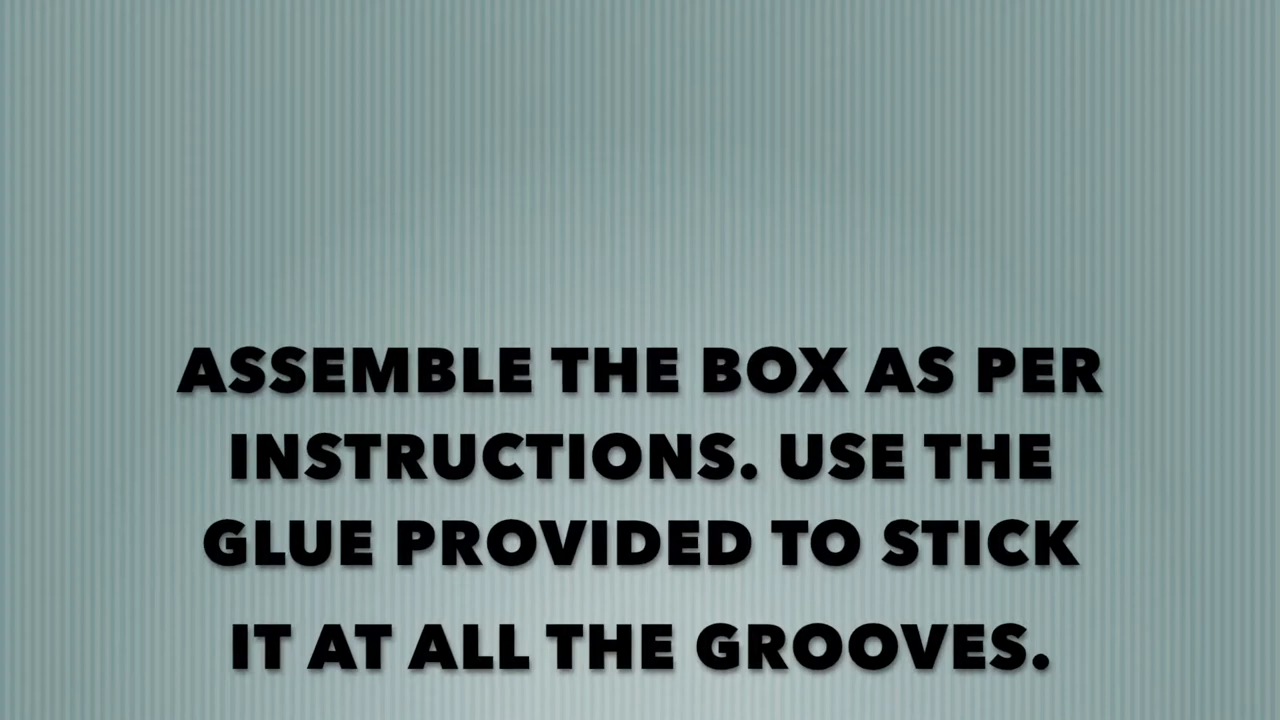 ASSEMBLE THE BOX AS PER
INSTRUCTIONS. USE THE
GLUE PROVIDED TO STICK
IT AT ALL THE GROOVES.